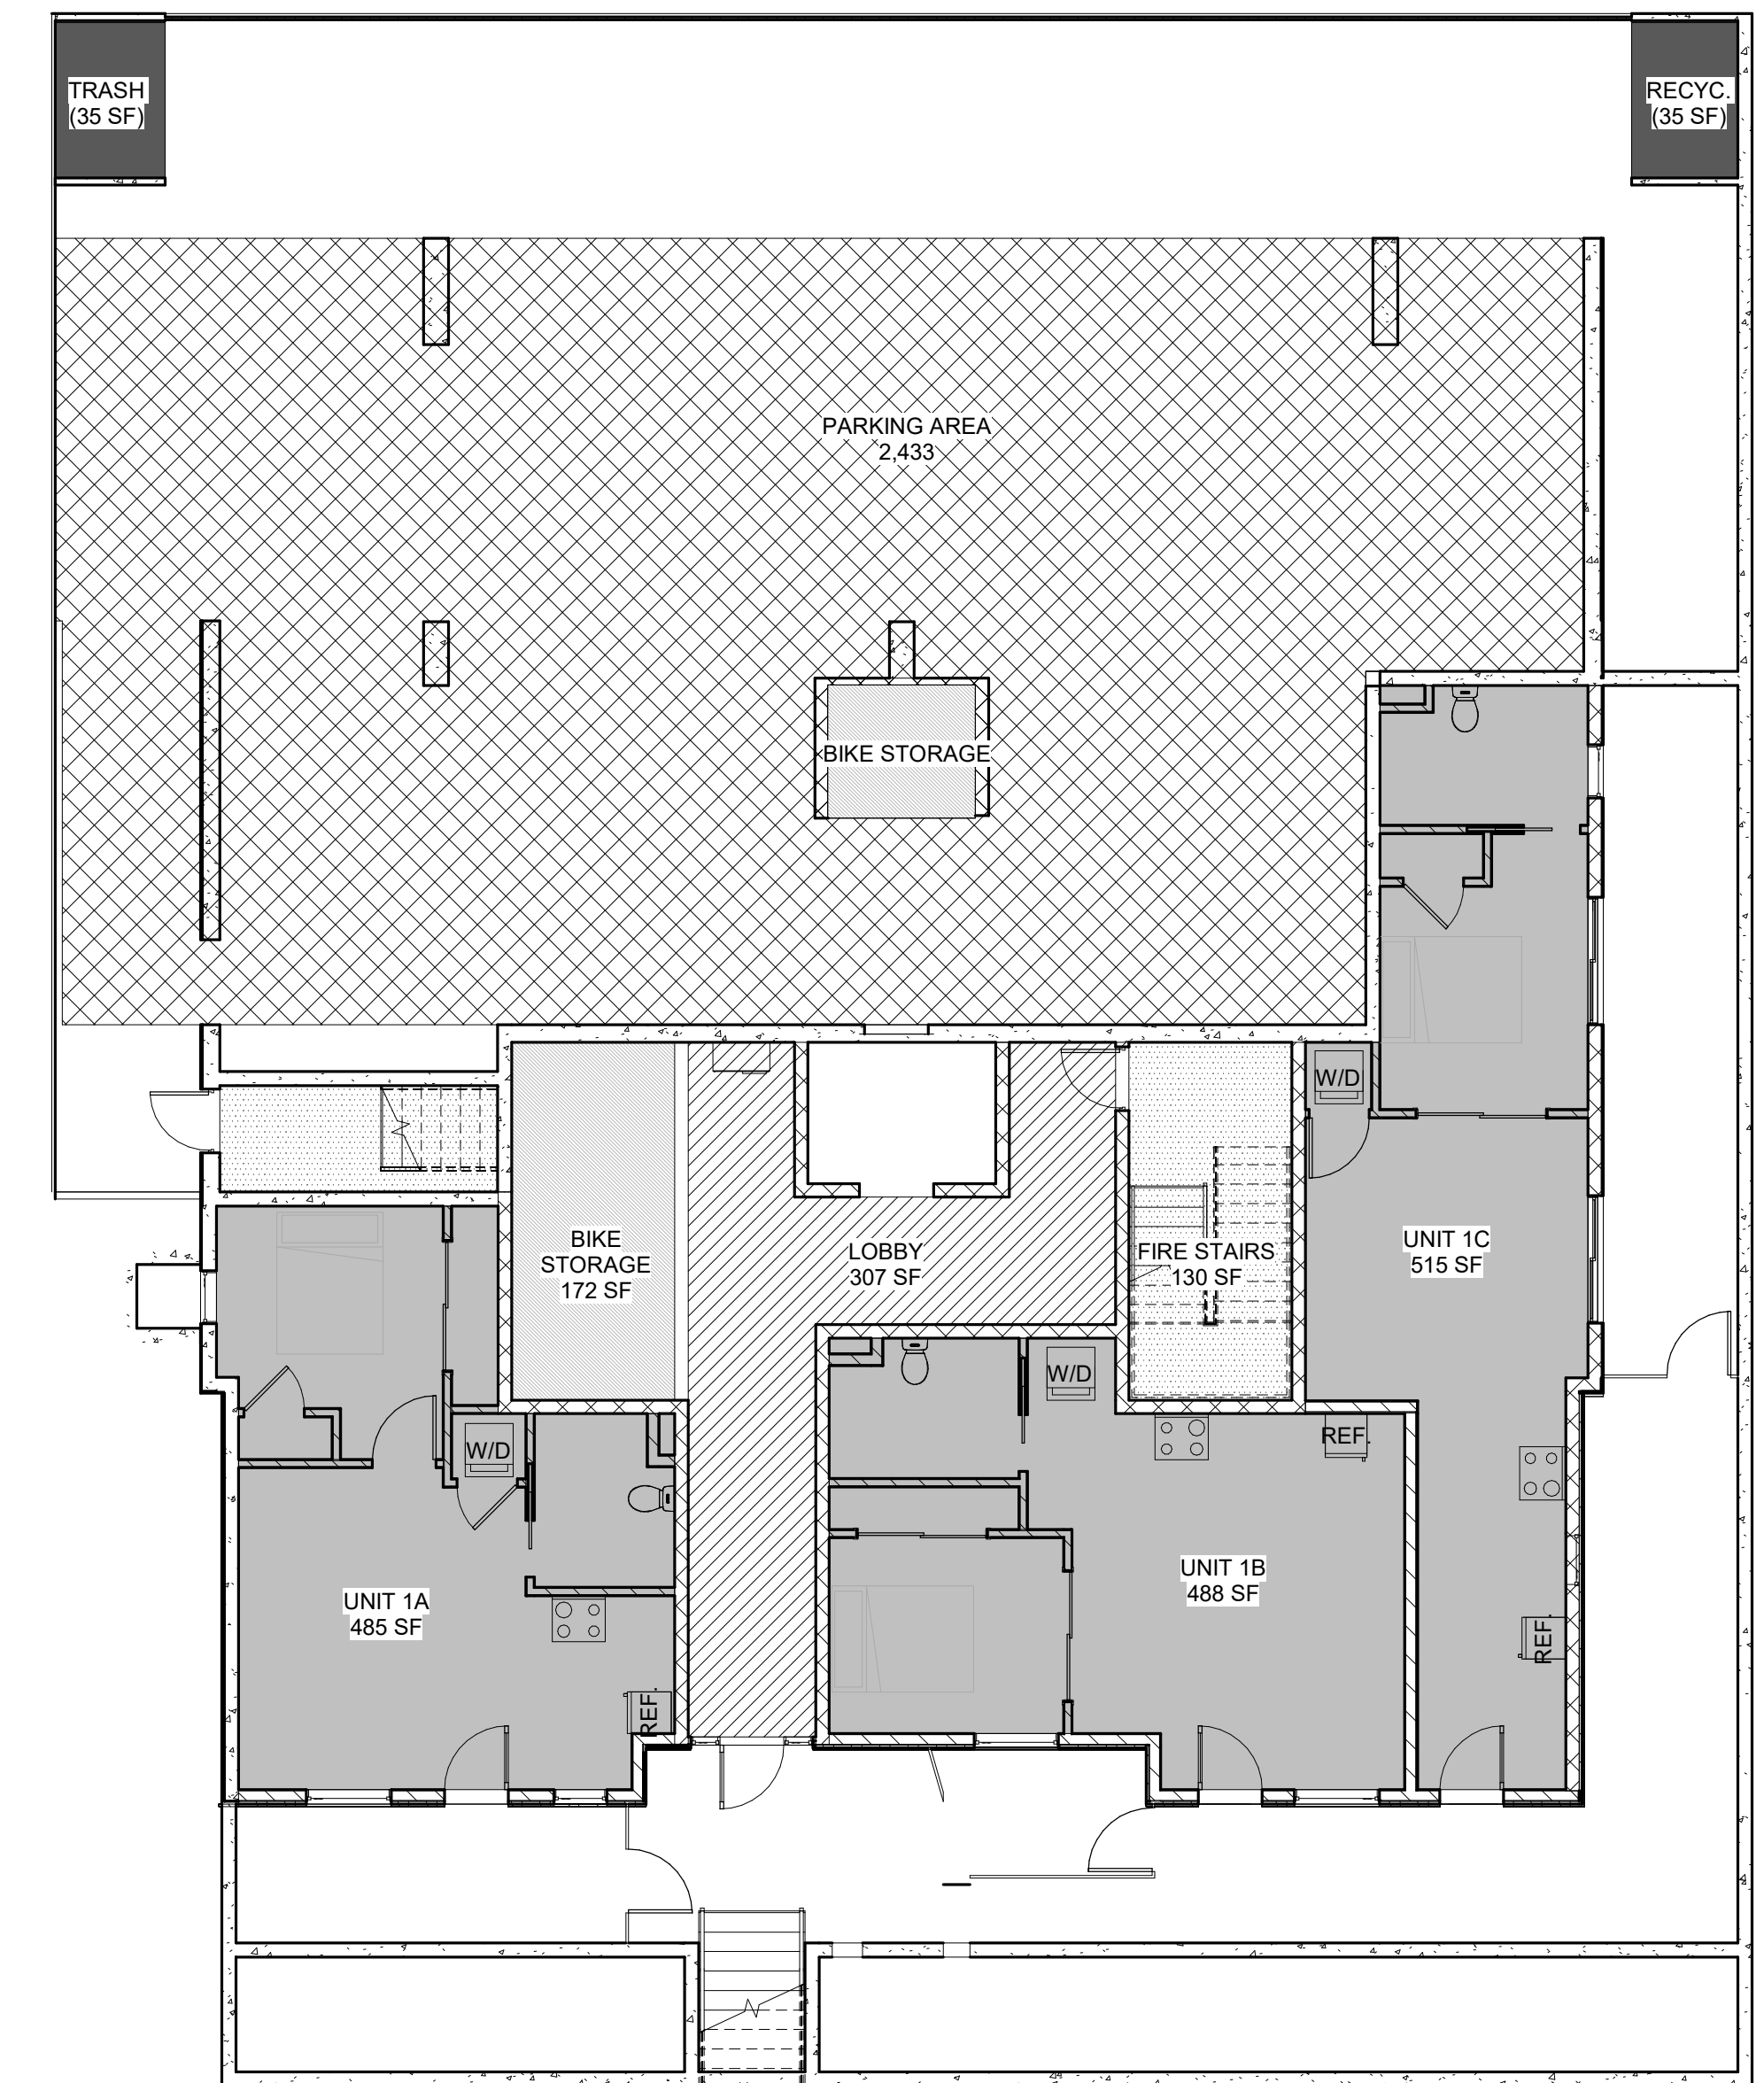 TRASH
(35 SF)
RECYC.
(35 SF)
PARKING AREA
2,433
BIKE STORAGE
W/D
BIKE
STORAGE
172 SF
LOBBY
307 SF
FIRE STAIRS
130 SF
UNIT 1C
515 SF
W/D
W/D
REF.
UNIT 1A
485 SF
UNIT 1B
488 SF
REF.
REF.